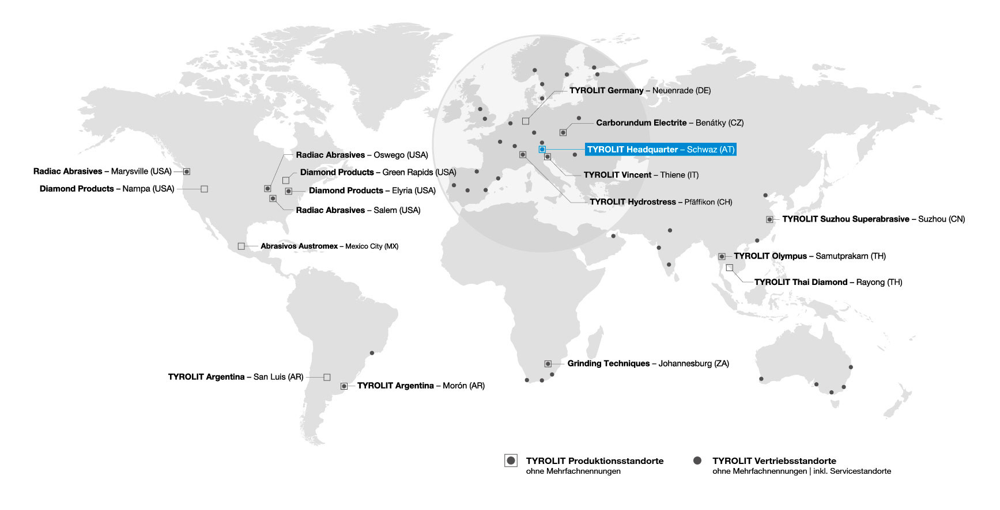 TYROLIT Germany – Neuenrade (DE)
Carborundum Electrite – Benátky (CZ)
TYROLIT Headquarter – Schwaz (AT)
Radiac Abrasives – Oswego (USA)
Radiac Abrasives – Marysville (USA)
Diamond Products – Green Rapids (USA)
TYROLIT Vincent – Thiene (IT)
Diamond Products – Nampa (USA)
Diamond Products – Elyria (USA)
TYROLIT Hydrostress – Pfäffikon (CH)
Radiac Abrasives – Salem (USA)
TYROLIT Suzhou Superabrasive – Suzhou (CN)
Abrasivos Austromex – Mexico City (MX)
TYROLIT Olympus – Samutprakarn (TH)
TYROLIT Thai Diamond – Rayong (TH)
Grinding Techniques – Johannesburg (ZA)
TYROLIT Argentina – San Luis (AR)
TYROLIT Argentina – Morón (AR)
TYROLIT Produktionsstandorte
ohne Mehrfachnennungen
TYROLIT Vertriebsstandorte
ohne Mehrfachnennungen | inkl. Servicestandorte